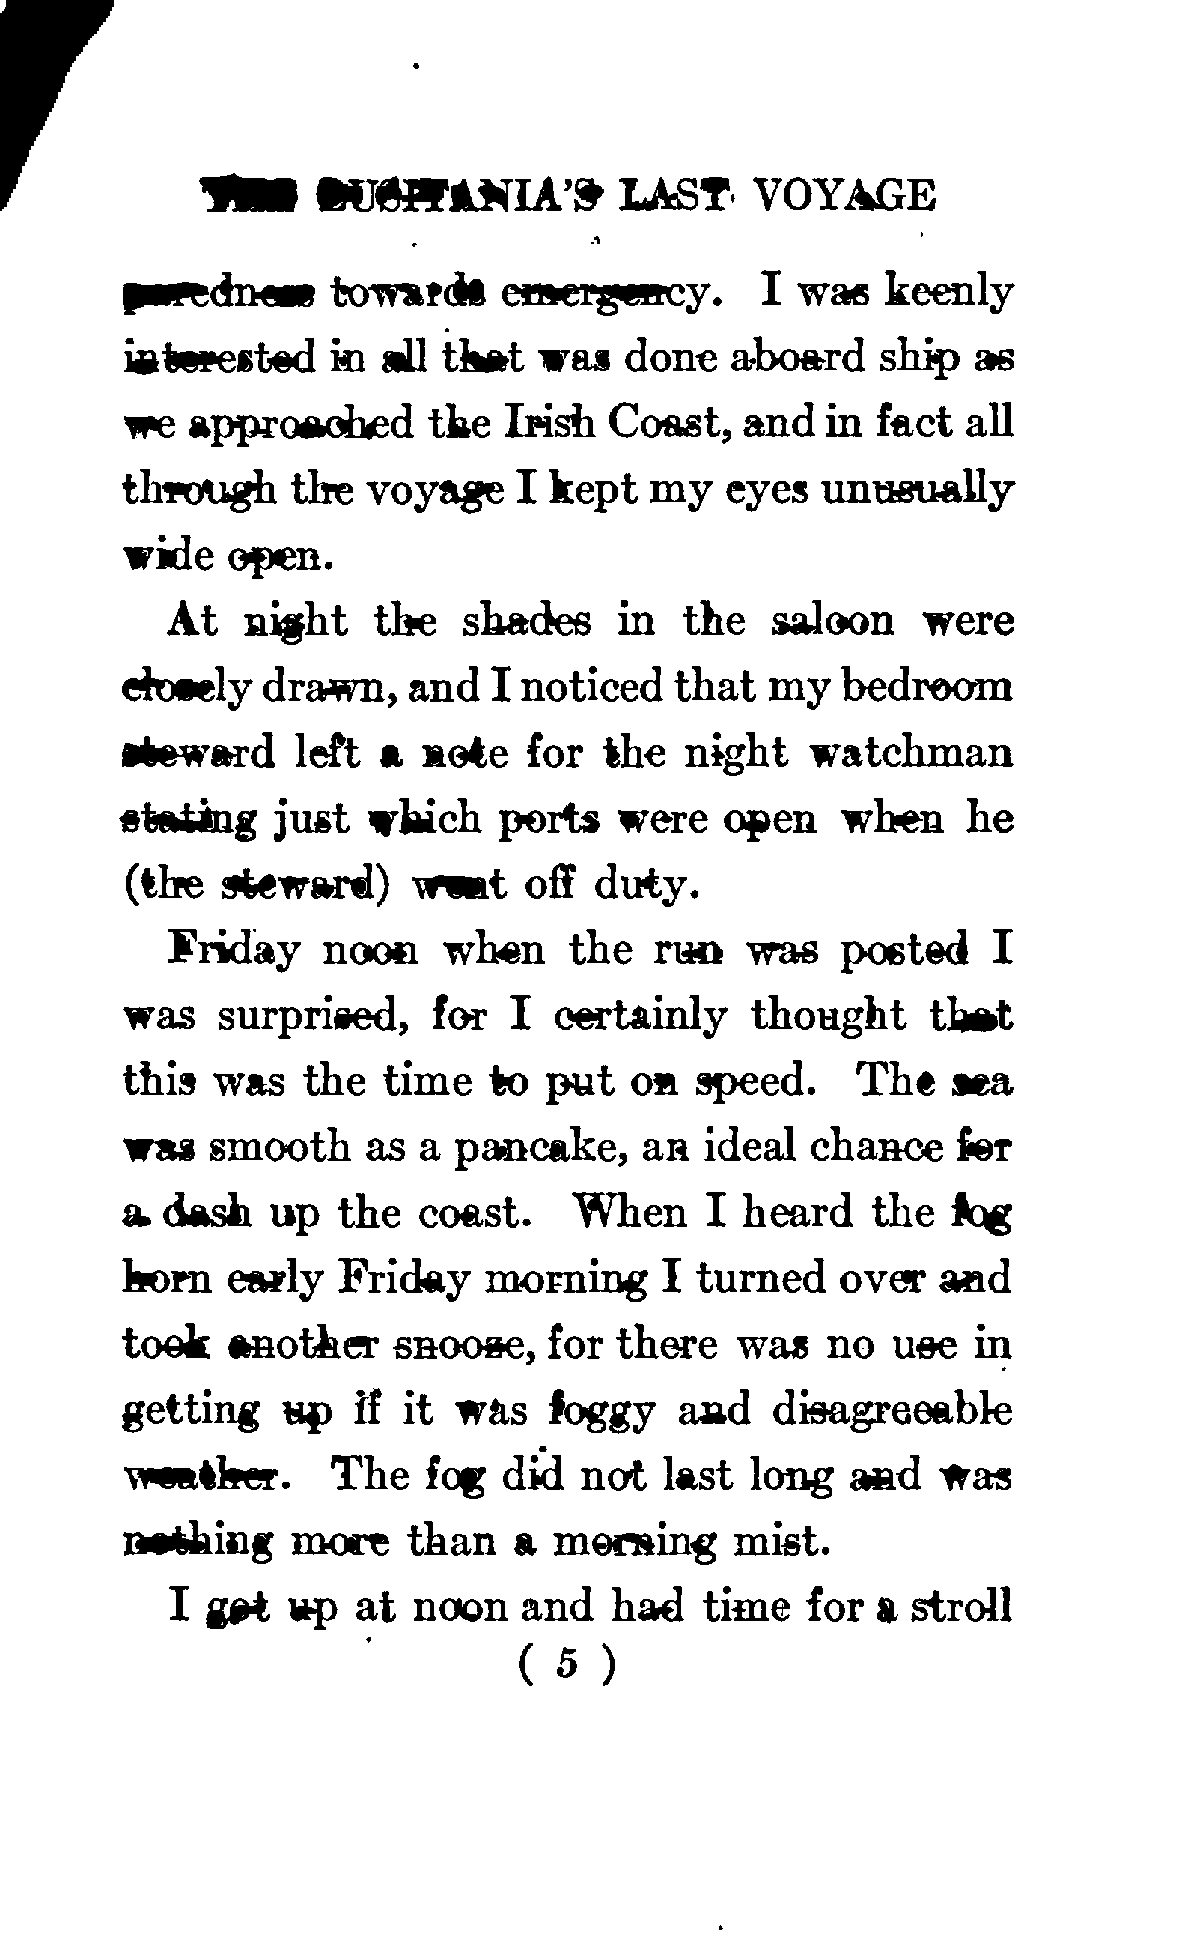 THE LUSITANIA'S LAST VOYAGE
paredness towards emergency. I was keenly
interested in all that was done aboard ship as
we approached the Irish Coast, and in fact all
through the voyage I kept my eyes unusually
wide open.
At night the shades in the saloon were
closely drawn, and I noticed that my bedroom
steward left a note for the night watchman
stating just which ports were open when he
(the steward) went off duty.
Friday noon when the run was posted I
was surprised, for I certainly thought that
this was the time to put on speed. The sea
was smooth as a pancake, an ideal chance for
a dash up the coast. When I heard the fog
horn early Friday morning I turned over and
took another snooze, for there was no use in
getting up if it was foggy and disagreeable
weather. The fog did not last long and was
nothing more than a morning mist.
I got up at noon and had time for a stroll
( 5 )